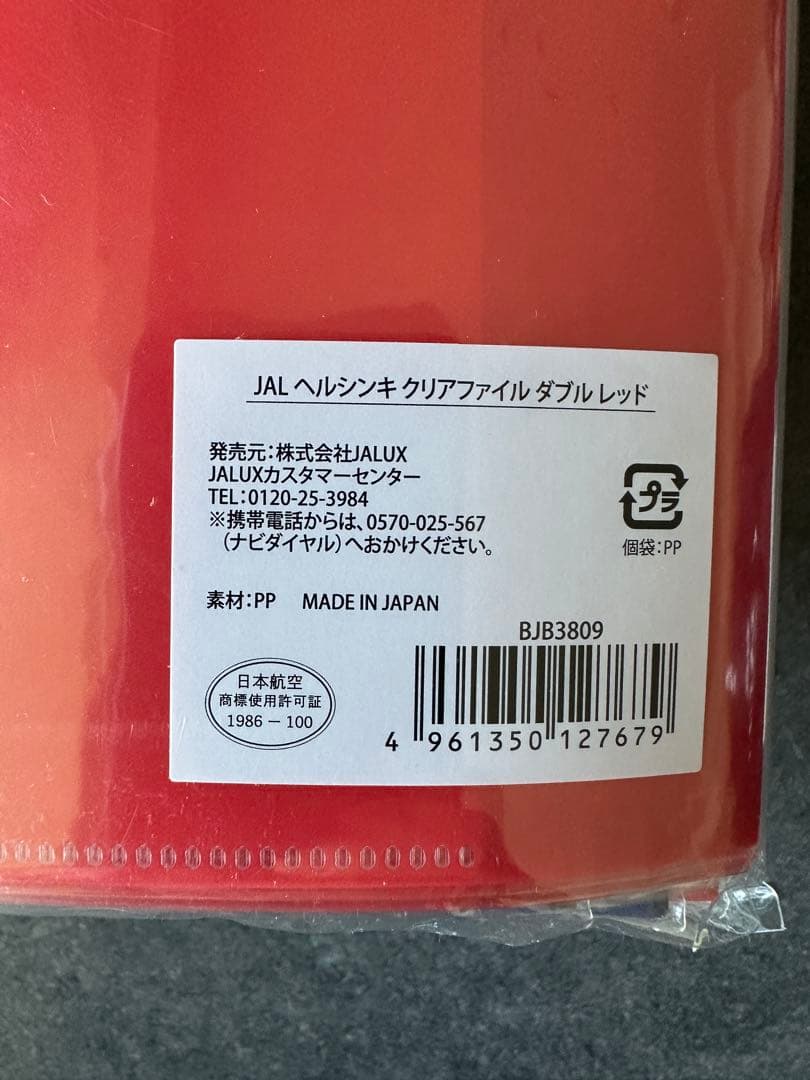 JAL ヘルシンキ クリアファイル ダブル レッド
発売元:株式会社JALUX
JALUXカスタマーセンター
TEL:0120-25-3984
※携帯電話からは、0570-025-567
(ナビダイヤル)へおかけください。
プラ
個袋:PP
素材:PP MADE IN JAPAN
日本航空
商標使用許可証
1986－100
BJB3809
4 961350 127679